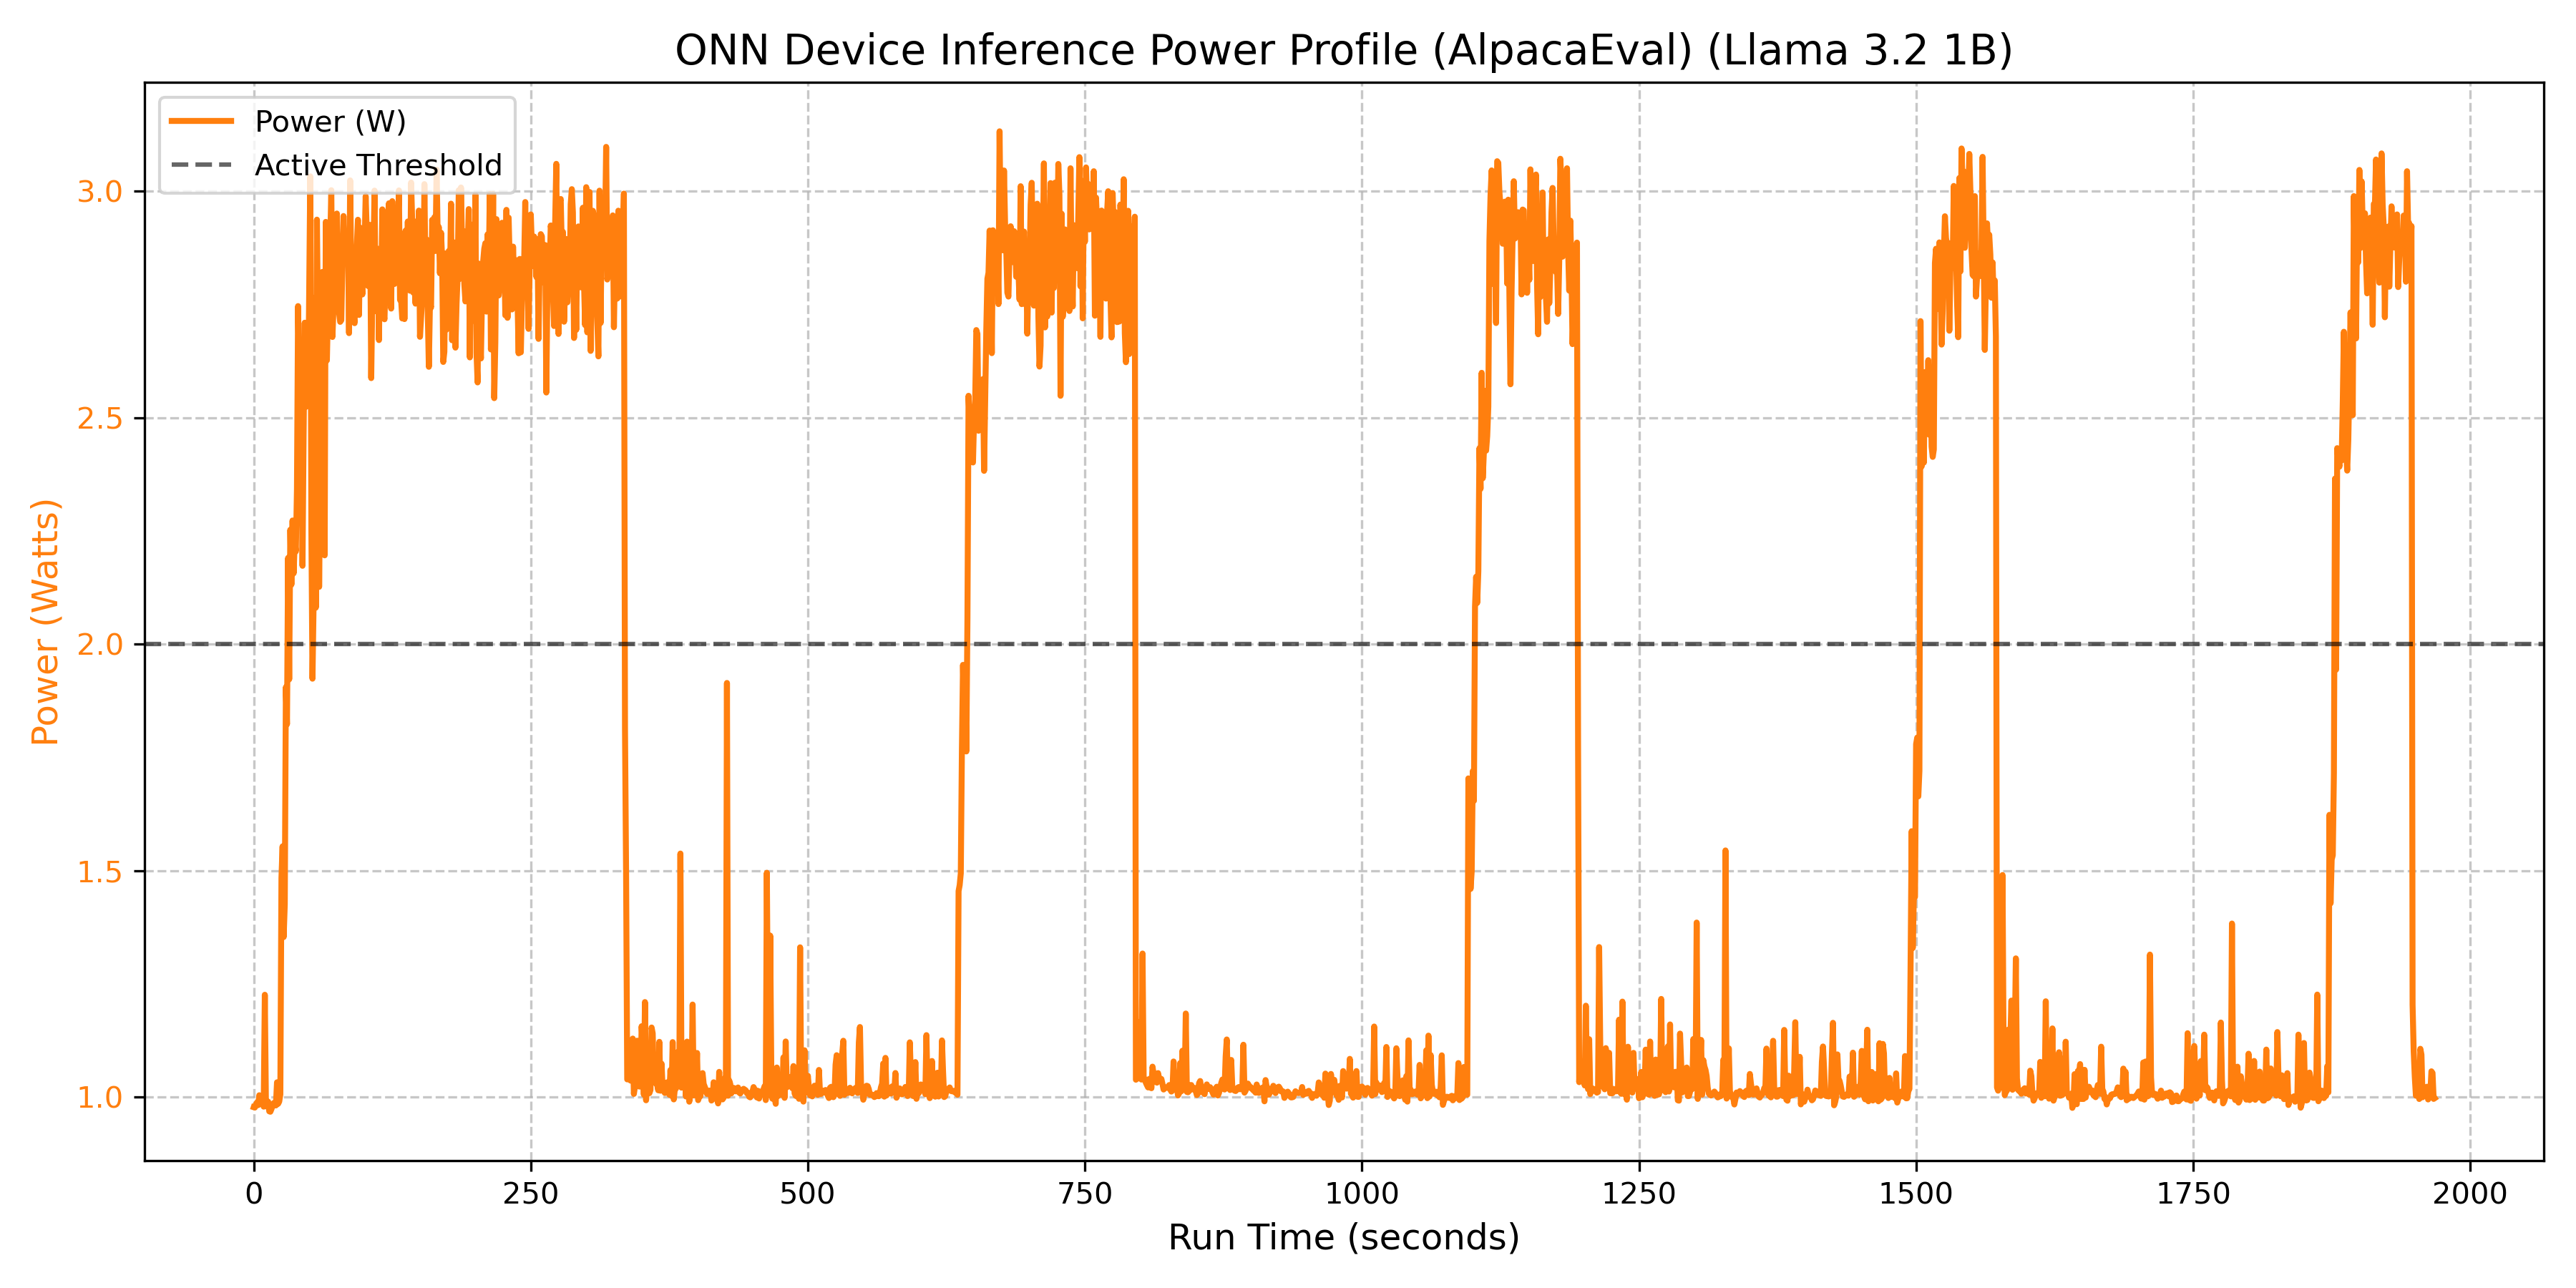 ONN Device Inference Power Profile (AlpacaEval) (Llama 3.2 1B)
Power (W)
Active Threshold
3.0
2.5
2.0
1.5
1.0
Power (Watts)
0
250
500
750
1000
1250
1500
1750
2000
Run Time (seconds)